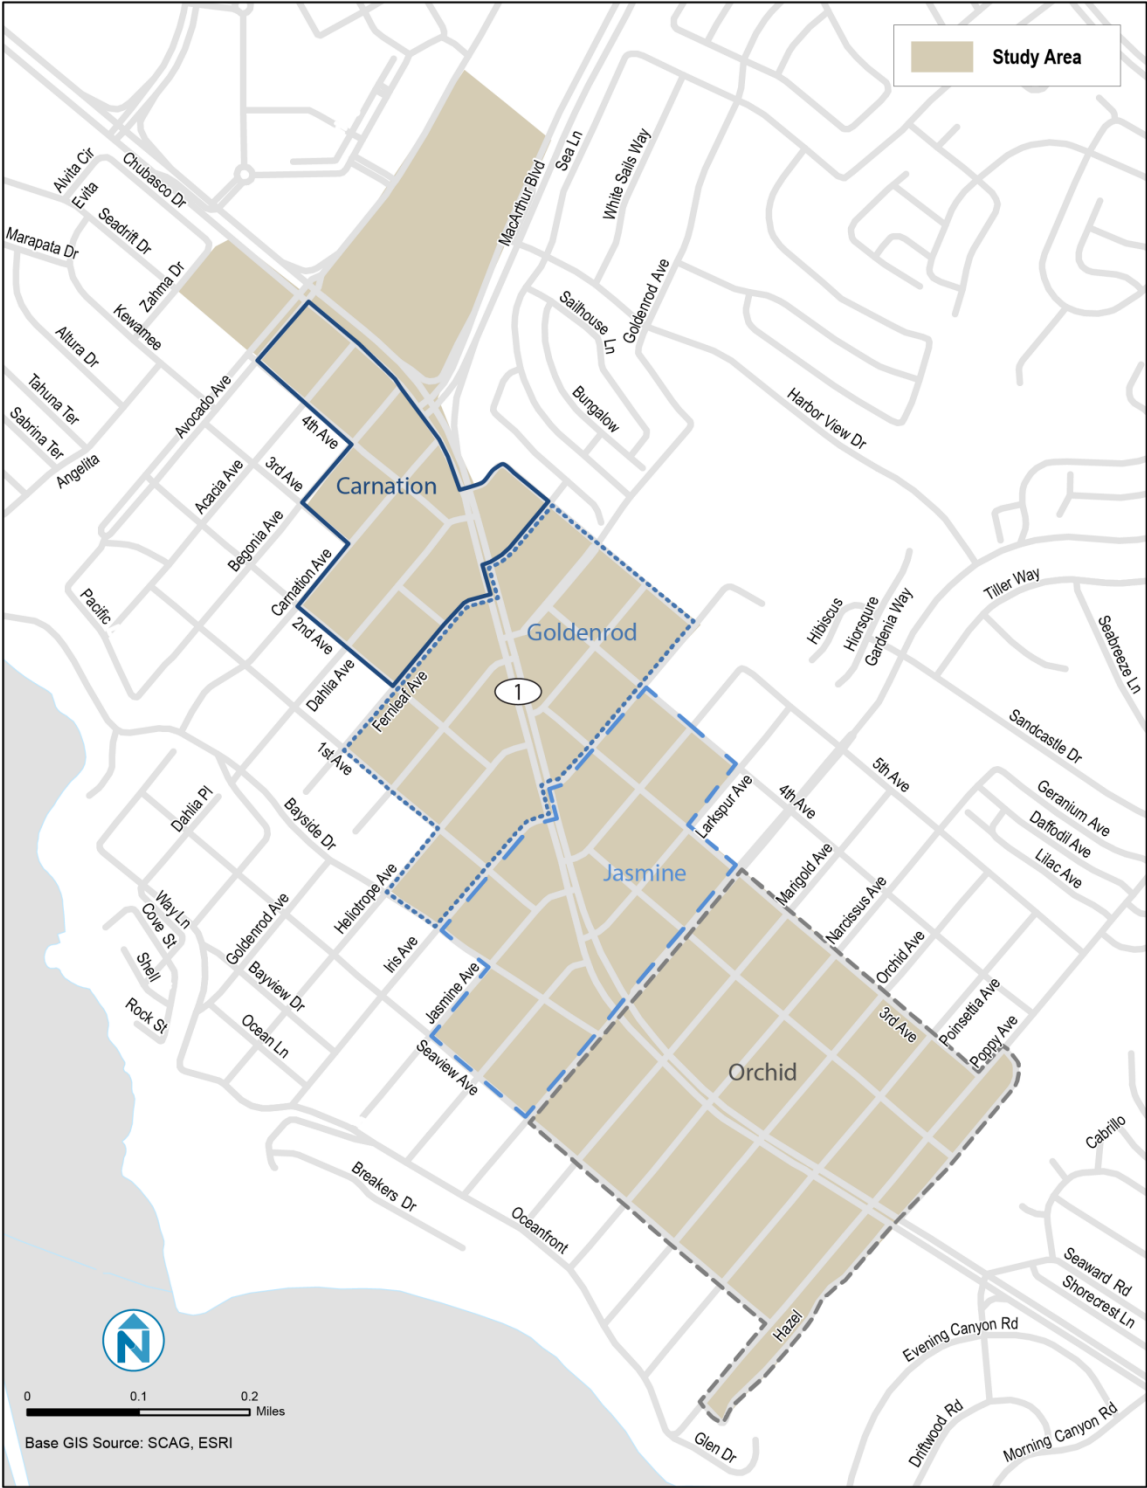 Study Area
Alvita Cir
Evita
Chubasco Dr
Seadrift Dr
Marapata Dr
Zahma Dr
Kewamee
Altura Dr
Tahuna Ter
Sabrina Ter
Angelita
Avocado Ave
MacArthur Blvd
Sea Ln
White Sails Way
Goldenrod Ave
Sailhouse
Ln
Bungalow
Harbor View Dr
4th Ave
3rd Ave
Acacia Ave
Begonia Ave
Carnation Ave
2nd Ave
Dahlia Ave
Fernleaf Ave
1st Ave
Carnation
Goldenrod
1
Jasmine
Orchid
Pacific
Hibiscus
Hiorsqure
Gardenia Way
Tiller Way
Seabreeze Ln
Sandcastle Dr
5th Ave
4th Ave
Geranium Ave
Daffodil Ave
Lilac Ave
Larkspur Ave
Marigold Ave
Narcissus Ave
Orchid Ave
3rd Ave
Poinsettia Ave
Poppy Ave
Dahlia Pl
Bayside Dr
Way Ln
Cove St
Shell
Rock St
Goldenrod Ave
Bayview Dr
Ocean Ln
Heliotrope Ave
Iris Ave
Jasmine Ave
Seaview Ave
Breakers Dr
Oceanfront
Hazel
Glen Dr
Cabrillo
Seaward Rd
Shorecrest Ln
Evening Canyon Rd
Driftwood Rd
Morning Canyon Rd
N
0 0.1 0.2
Miles
Base GIS Source: SCAG, ESRI